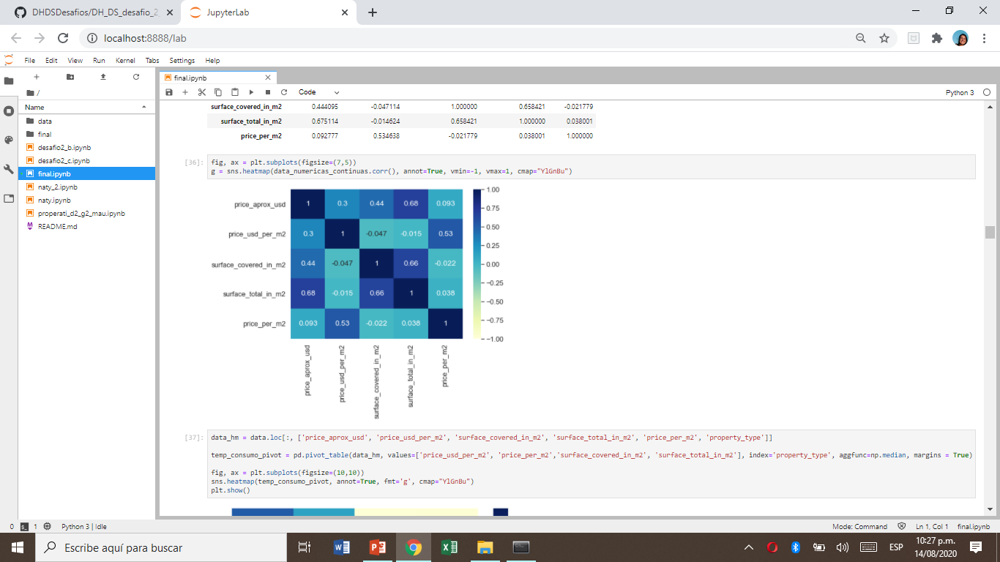 DHDSDesafios/DH_DS_desafio_2
JupyterLab
localhost:8888/lab
File Edit View Run Kernel Tabs Settings Help
final.ipynb
/
Code
Python 3
Name
data
final
desafio2_b.ipynb
desafio2_c.ipynb
final.ipynb
naty_2.ipynb
naty.ipynb
properati_d2_g2_mau.ipynb
README.md
surface_covered_in_m2 0.444095 -0.047114 1.000000 0.658421 -0.021779
surface_total_in_m2 0.675114 -0.014624 0.658421 1.000000 0.038001
price_per_m2 0.092777 0.534638 -0.021779 0.038001 1.000000
[36]: fig, ax = plt.subplots(figsize=(7,5))
g = sns.heatmap(data_numericas_continuas.corr(), annot=True, vmin=-1, vmax=1, cmap="YlGnBu")
price_aprox_usd 1 0.3 0.44 0.68 0.093
price_usd_per_m2 0.3 1 -0.047 -0.015 0.53
surface_covered_in_m2 0.44 -0.047 1 0.66 -0.022
surface_total_in_m2 0.68 -0.015 0.66 1 0.038
price_per_m2 0.093 0.53 -0.022 0.038 1
price_aprox_usd
price_usd_per_m2
surface_covered_in_m2
surface_total_in_m2
price_per_m2
1.00
0.75
0.50
0.25
0.00
−0.25
−0.50
−0.75
−1.00
[37]: data_hm = data.loc[:, ['price_aprox_usd', 'price_usd_per_m2', 'surface_covered_in_m2', 'surface_total_in_m2', 'price_per_m2', 'property_type']]
temp_consumo_pivot = pd.pivot_table(data_hm, values=['price_usd_per_m2', 'price_per_m2','surface_covered_in_m2', 'surface_total_in_m2'], index='property_type', aggfunc=np.median, margins = True)
fig, ax = plt.subplots(figsize=(10,10))
sns.heatmap(temp_consumo_pivot, annot=True, fmt='g', cmap="YlGnBu")
plt.show()
0 1 Python 3 | Idle
Mode: Command Ln 1, Col 1 final.ipynb
Escribe aquí para buscar
ESP
10:27 p.m.
14/08/2020